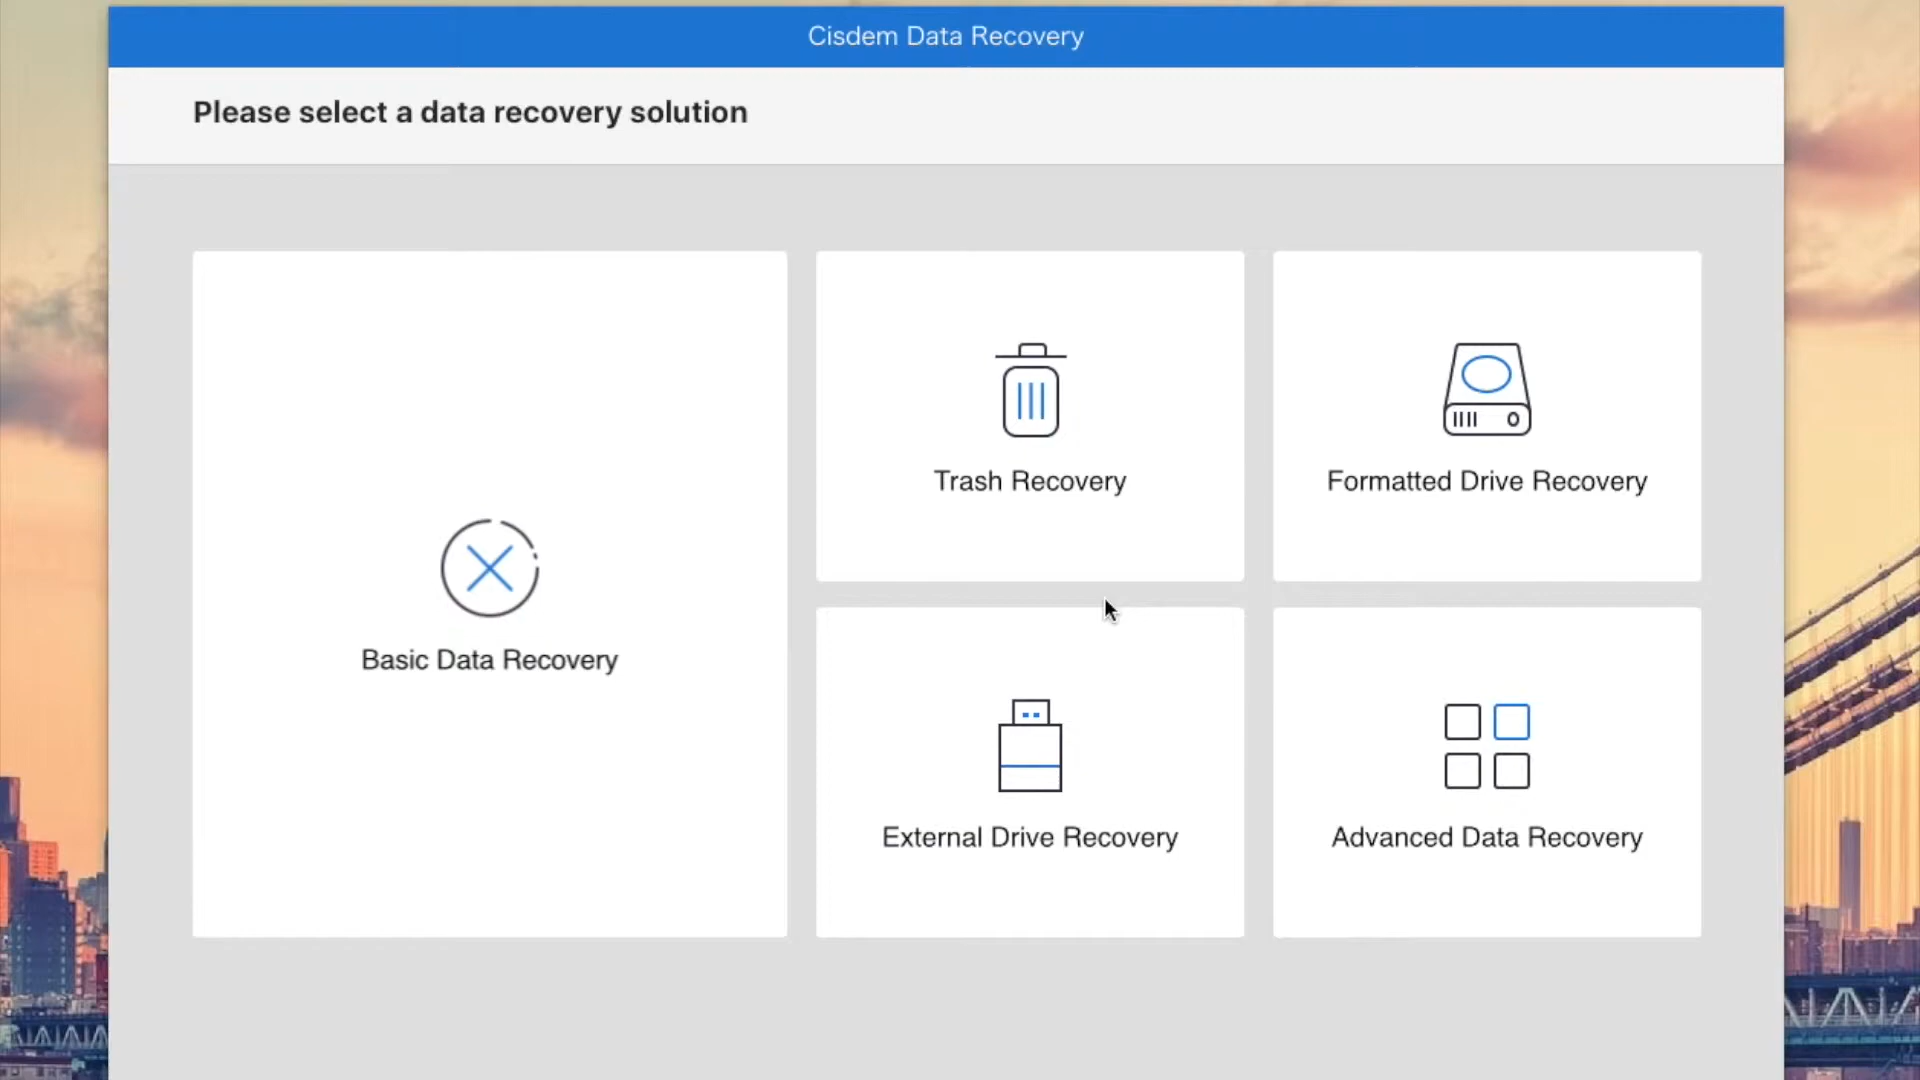 Cisdem Data Recovery
Please select a data recovery solution
Basic Data Recovery
Trash Recovery
Formatted Drive Recovery
External Drive Recovery
Advanced Data Recovery